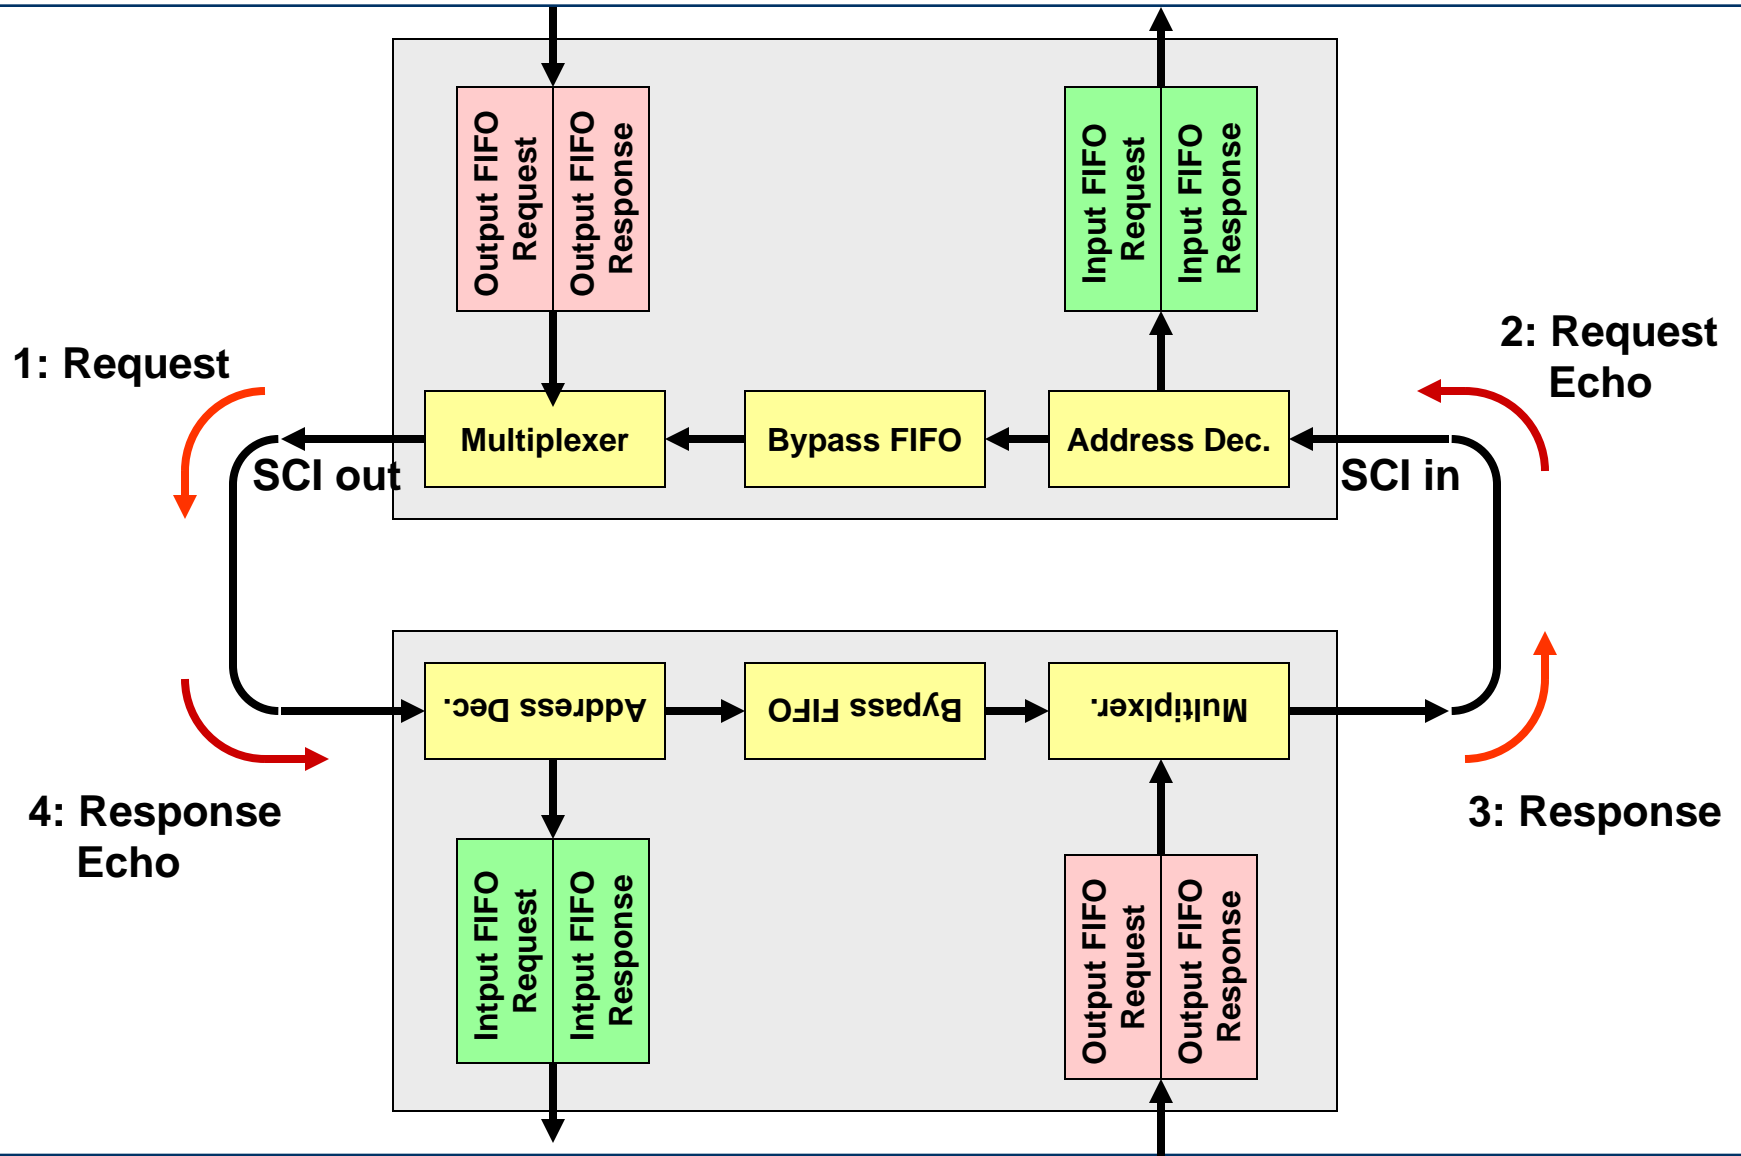 Output FIFO
Request
Output FIFO
Response
Input FIFO
Request
Input FIFO
Response
1: Request
2: Request
Echo
Multiplexer
Bypass FIFO
Address Dec.
SCI out
SCI in
Address Dec.
Bypass FIFO
Multiplxer.
4: Response
Echo
3: Response
Intput FIFO
Request
Intput FIFO
Response
Output FIFO
Request
Output FIFO
Response